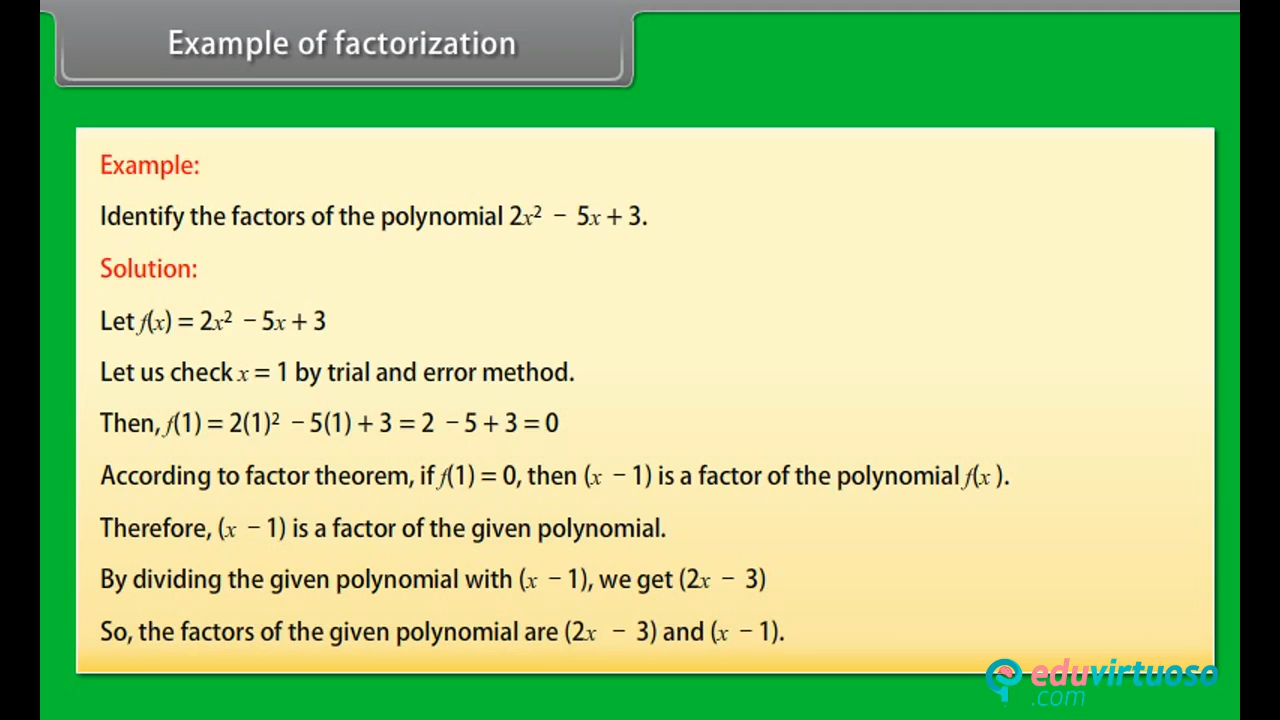 Example of factorization
Example:
Identify the factors of the polynomial 2x² − 5x + 3.
Solution:
Let f(x) = 2x² − 5x + 3
Let us check x = 1 by trial and error method.
Then, f(1) = 2(1)² − 5(1) + 3 = 2 − 5 + 3 = 0
According to factor theorem, if f(1) = 0, then (x − 1) is a factor of the polynomial f(x ).
Therefore, (x − 1) is a factor of the given polynomial.
By dividing the given polynomial with (x − 1), we get (2x − 3)
So, the factors of the given polynomial are (2x − 3) and (x − 1).
eduvirtuoso
.com